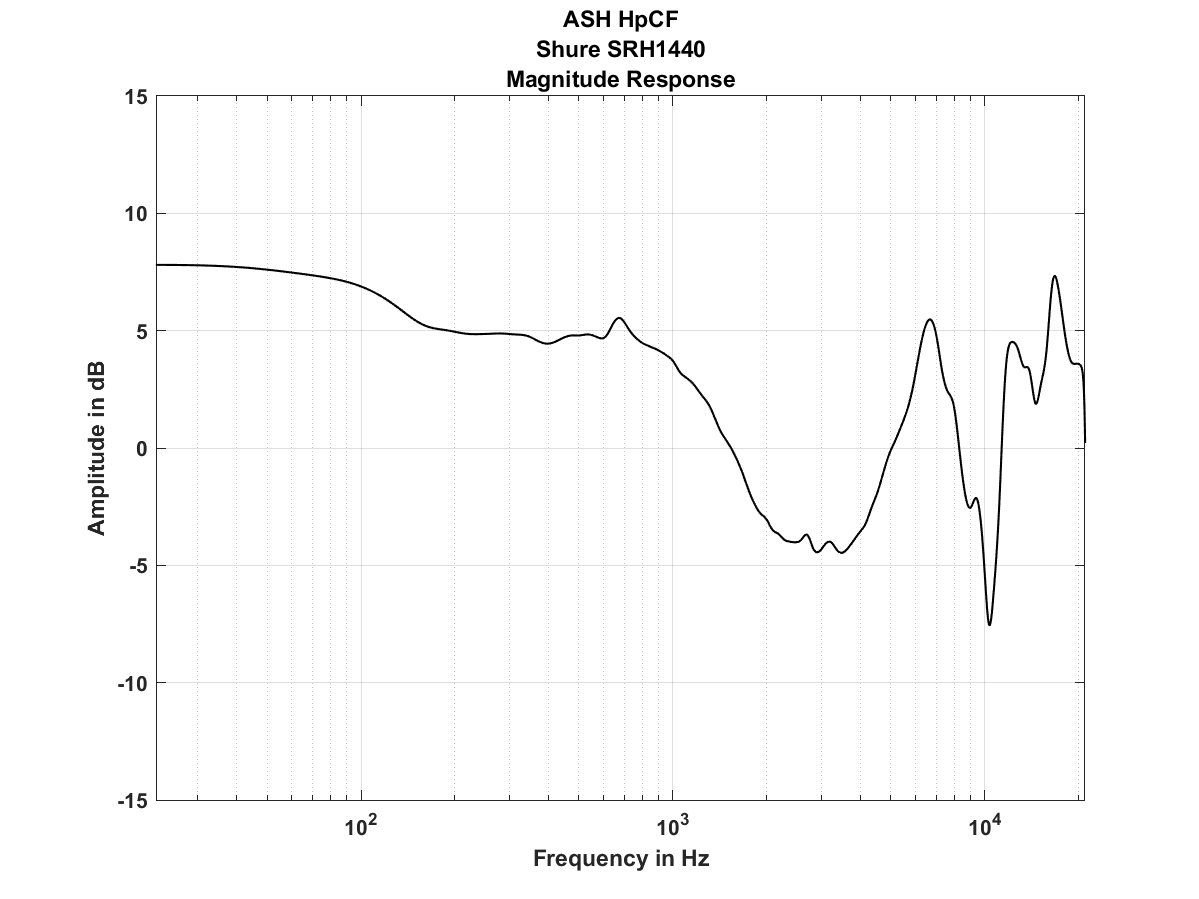 ASH HpCF
Shure SRH1440
Magnitude Response
15
10
5
0
-5
-10
-15
Amplitude in dB
10²
10³
10⁴
Frequency in Hz